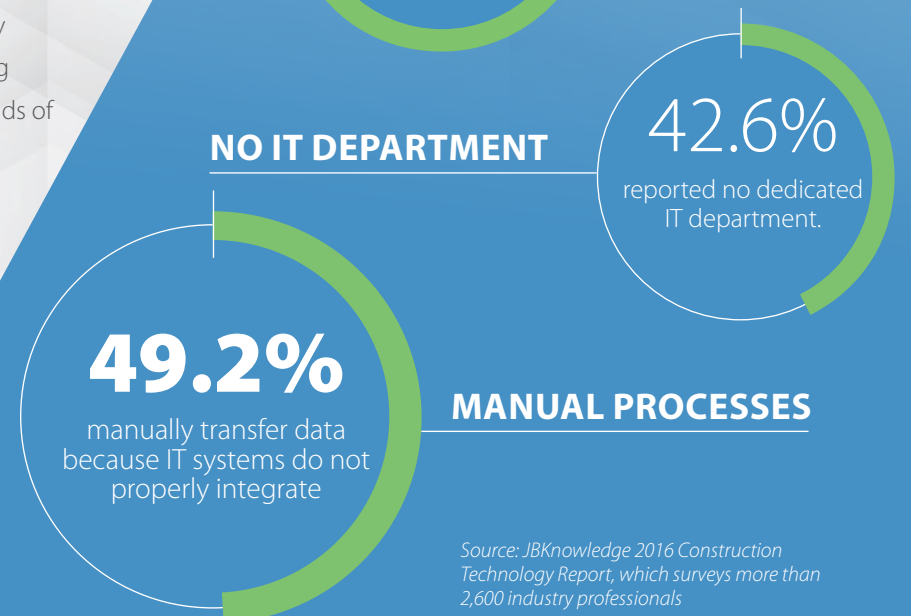 ds of
NO IT DEPARTMENT
42.6%
reported no dedicated
IT department.
49.2%
manually transfer data
because IT systems do not
properly integrate
MANUAL PROCESSES
Source: JBKnowledge 2016 Construction
Technology Report, which surveys more than
2,600 industry professionals